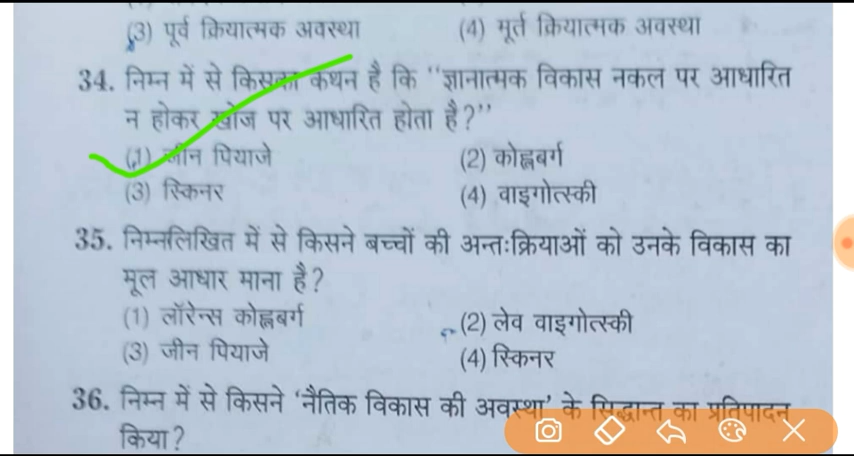 (3) पूर्व क्रियात्मक अवस्था (4) मूर्त क्रियात्मक अवस्था
34. निम्न में से किसका कथन है कि ‘‘ज्ञानात्मक विकास नकल पर आधारित
न होकर खोज पर आधारित होता है?’’
(1) जीन पियाजे (2) कोह्लबर्ग
(3) स्किनर (4) वाइगोत्स्की
35. निम्नलिखित में से किसने बच्चों की अन्तःक्रियाओं को उनके विकास का
मूल आधार माना है?
(1) लॉरेन्स कोह्लबर्ग (2) लेव वाइगोत्स्की
(3) जीन पियाजे (4) स्किनर
36. निम्न में से किसने ‘नैतिक विकास की अवस्था’ के सिद्धान्त का प्रतिपादन
किया?